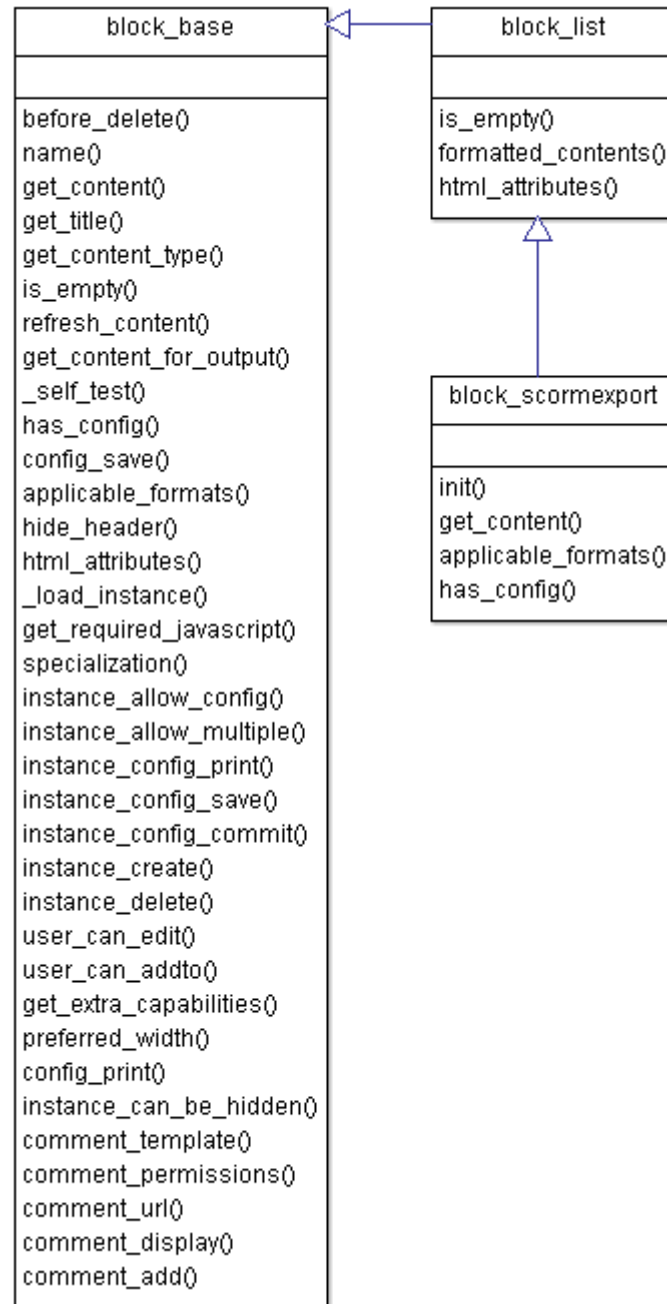 block_base
before_delete()
name()
get_content()
get_title()
get_content_type()
is_empty()
refresh_content()
get_content_for_output()
_self_test()
has_config()
config_save()
applicable_formats()
hide_header()
html_attributes()
_load_instance()
get_required_javascript()
specialization()
instance_allow_config()
instance_allow_multiple()
instance_config_print()
instance_config_save()
instance_config_commit()
instance_create()
instance_delete()
user_can_edit()
user_can_addto()
get_extra_capabilities()
preferred_width()
config_print()
instance_can_be_hidden()
comment_template()
comment_permissions()
comment_url()
comment_display()
comment_add()
block_list
is_empty()
formatted_contents()
html_attributes()
block_scormexport
init()
get_content()
applicable_formats()
has_config()